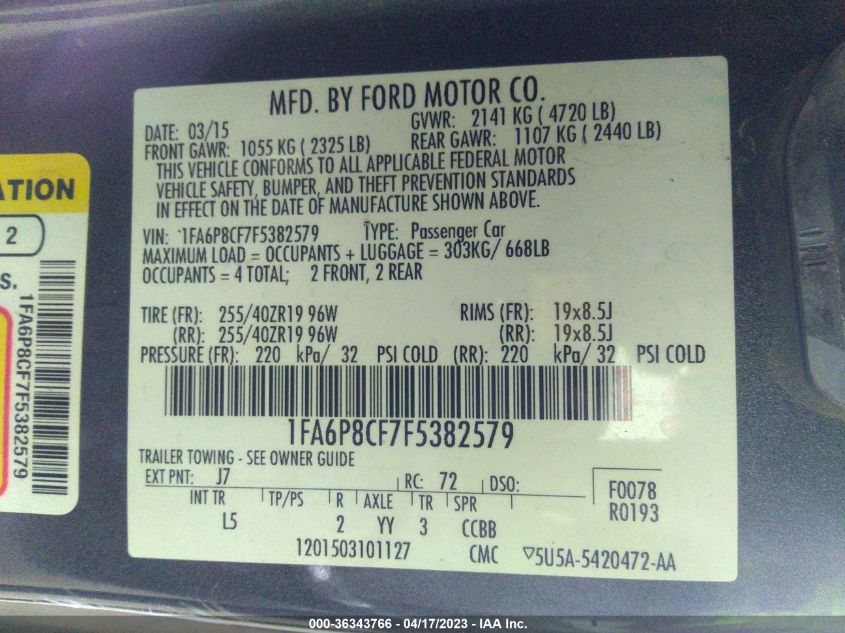 MFD. BY FORD MOTOR CO.
DATE: 03/15 GVWR: 2141 KG ( 4720 LB)
FRONT GAWR: 1055 KG ( 2325 LB) REAR GAWR: 1107 KG ( 2440 LB)
THIS VEHICLE CONFORMS TO ALL APPLICABLE FEDERAL MOTOR
VEHICLE SAFETY, BUMPER, AND THEFT PREVENTION STANDARDS
IN EFFECT ON THE DATE OF MANUFACTURE SHOWN ABOVE.
VIN: 1FA6P8CF7F5382579 TYPE: Passenger Car
MAXIMUM LOAD = OCCUPANTS + LUGGAGE = 303KG/ 668LB
OCCUPANTS = 4 TOTAL; 2 FRONT, 2 REAR
TIRE (FR): 255/40ZR19 96W RIMS (FR): 19x8.5J
(RR): 255/40ZR19 96W (RR): 19x8.5J
PRESSURE (FR): 220 kPa/ 32 PSI COLD (RR): 220 kPa/ 32 PSI COLD
1FA6P8CF7F5382579
TRAILER TOWING - SEE OWNER GUIDE
EXT PNT: J7 RC: 72 DSO:
INT TR TP/PS R AXLE TR SPR
L5 2 YY 3 CCBB
F0078
R0193
1201503101127 CMC ▽5U5A-5420472-AA
ATION
2
S.
1FA6P8CF7F5382579
000-36343766 - 04/17/2023 - IAA Inc.